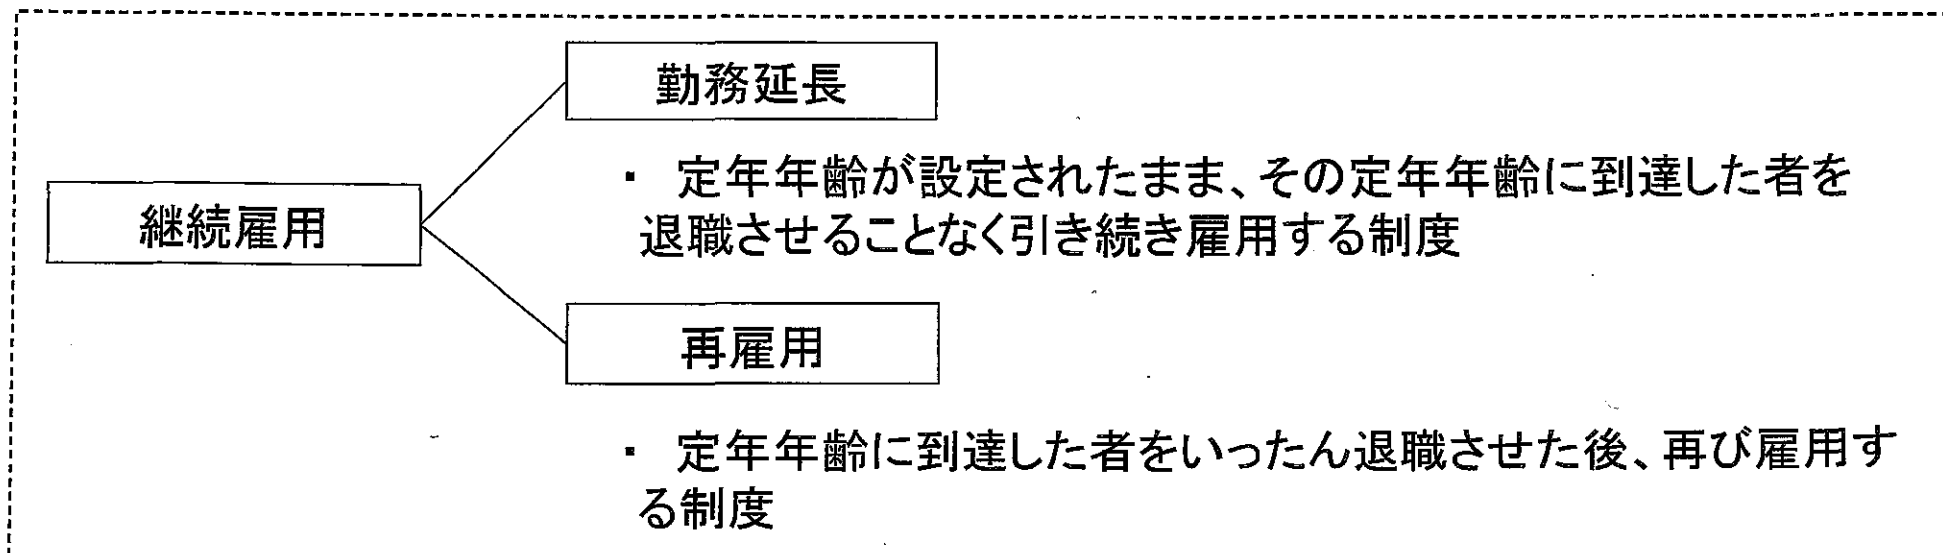 勤務延長
・ 定年年齢が設定されたまま、その定年年齢に到達した者を
退職させることなく引き続き雇用する制度
継続雇用
再雇用
・ 定年年齢に到達した者をいったん退職させた後、再び雇用す
る制度